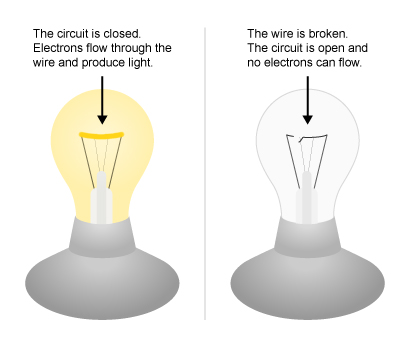 The circuit is closed.
Electrons flow through the
wire and produce light.
The wire is broken.
The circuit is open and
no electrons can flow.